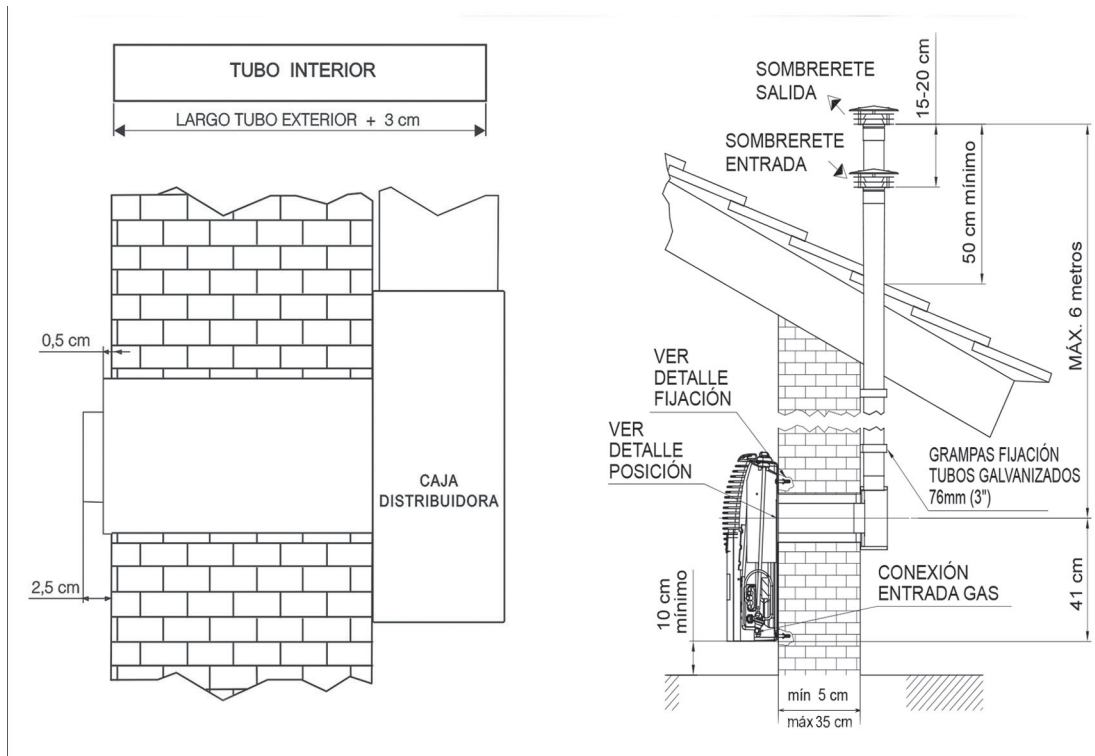 TUBO INTERIOR
LARGO TUBO EXTERIOR + 3 cm
0,5 cm
2,5 cm
CAJA
DISTRIBUIDORA
SOMBRERETE
SALIDA
SOMBRERETE
ENTRADA
15-20 cm
50 cm mínimo
MÁX. 6 metros
VER
DETALLE
FIJACIÓN
VER
DETALLE
POSICIÓN
GRAMPAS FIJACIÓN
TUBOS GALVANIZADOS
76mm (3")
CONEXIÓN
ENTRADA GAS
10 cm
mínimo
41 cm
mín 5 cm
máx 35 cm